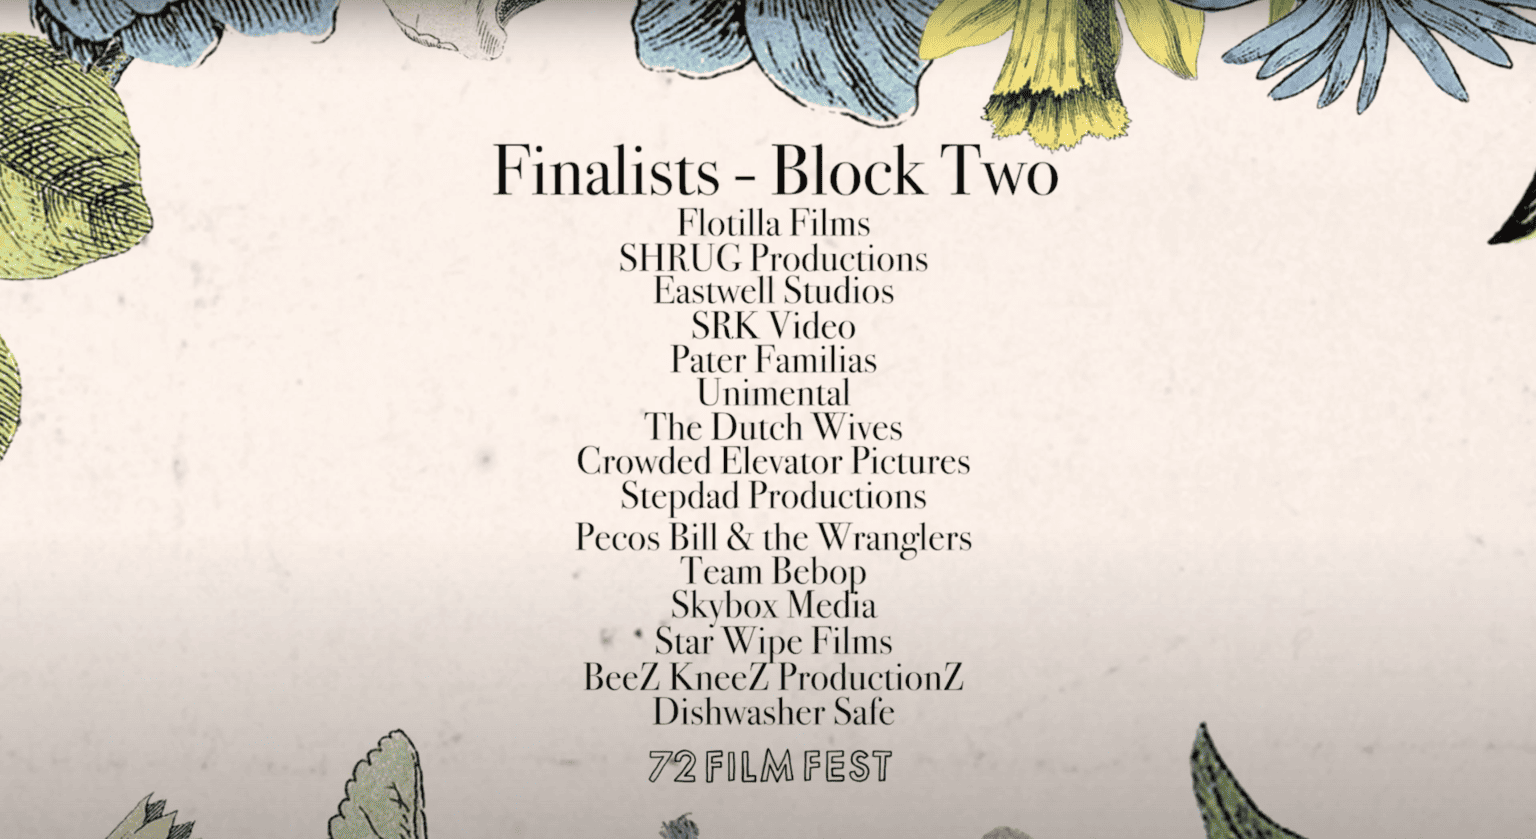 Finalists - Block Two
Flotilla Films
SHRUG Productions
Eastwell Studios
SRK Video
Pater Familias
Unimental
The Dutch Wives
Crowded Elevator Pictures
Stepdad Productions
Pecos Bill & the Wranglers
Team Bebop
Skybox Media
Star Wipe Films
BeeZ KneeZ ProductionZ
Dishwasher Safe
72 FILM FEST